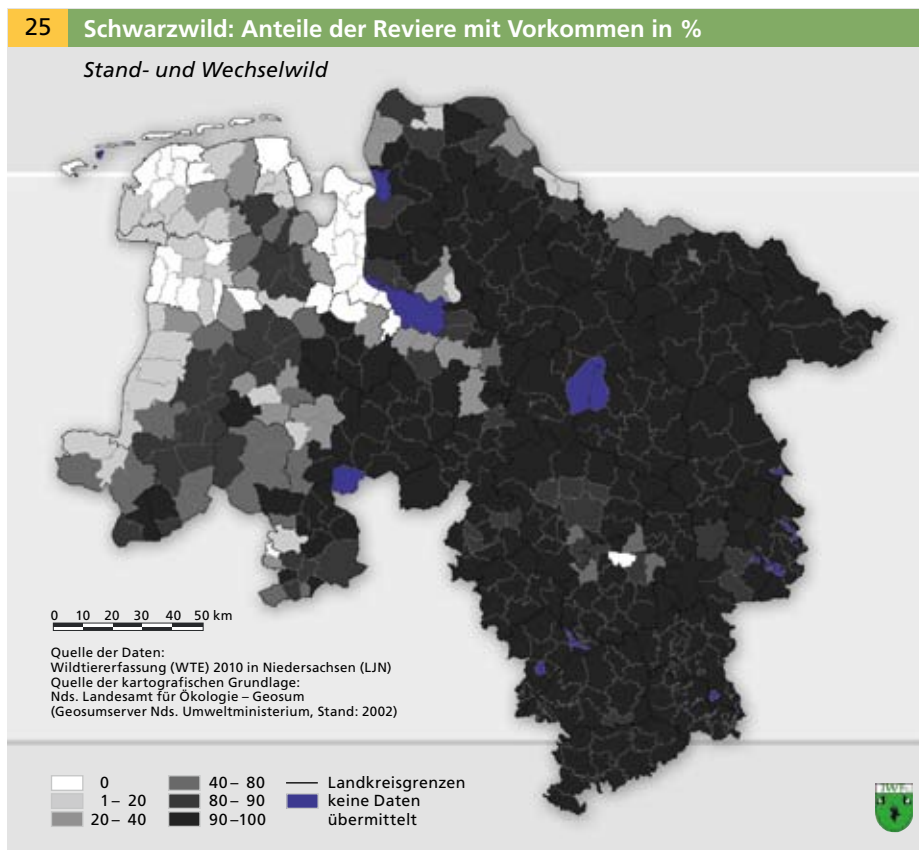 25 Schwarzwild: Anteile der Reviere mit Vorkommen in %
Stand- und Wechselwild
0 10 20 30 40 50 km
Quelle der Daten:
Wildtiererfassung (WTE) 2010 in Niedersachsen (LJN)
Quelle der kartografischen Grundlage:
Nds. Landesamt für Ökologie – Geosum
(Geosumserver Nds. Umweltministerium, Stand: 2002)
0
1– 20
20– 40
40– 80
80– 90
90–100
Landkreisgrenzen
keine Daten
übermittelt